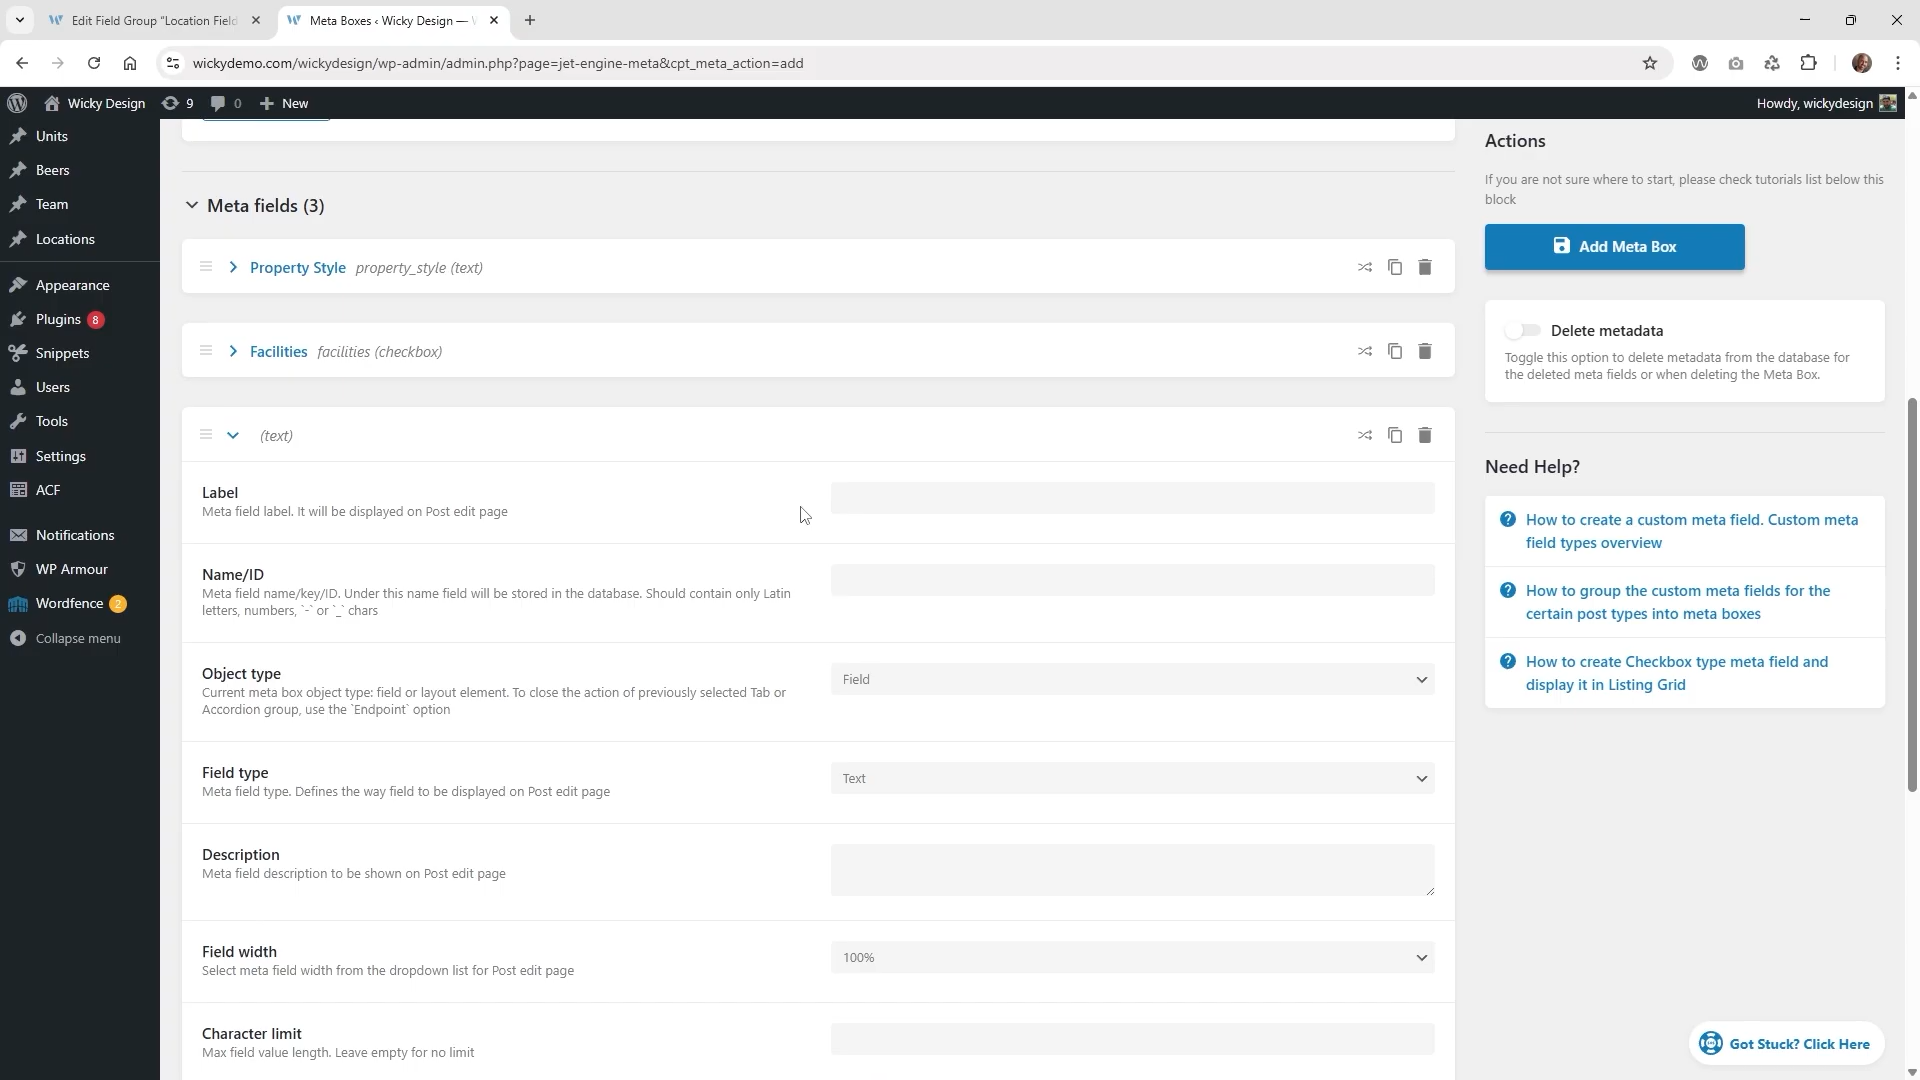 Edit Field Group "Location Field
Meta Boxes ‹ Wicky Design —
wickydemo.com/wickydesign/wp-admin/admin.php?page=jet-engine-meta&cpt_meta_action=add
Wicky Design
9
0
New
Howdy, wickydesign
Units
Beers
Team
Locations
Appearance
Plugins 8
Snippets
Users
Tools
Settings
ACF
Notifications
WP Armour
Wordfence 2
Collapse menu
Meta fields (3)
Property Style property_style (text)
Facilities facilities (checkbox)
(text)
Label
Meta field label. It will be displayed on Post edit page
Name/ID
Meta field name/key/ID. Under this name field will be stored in the database. Should contain only Latin
letters, numbers, `-` or `_` chars
Object type
Current meta box object type: field or layout element. To close the action of previously selected Tab or
Accordion group, use the `Endpoint` option
Field
Field type
Meta field type. Defines the way field to be displayed on Post edit page
Text
Description
Meta field description to be shown on Post edit page
Field width
Select meta field width from the dropdown list for Post edit page
100%
Character limit
Max field value length. Leave empty for no limit
Actions
If you are not sure where to start, please check tutorials list below this
block
Add Meta Box
Delete metadata
Toggle this option to delete metadata from the database for
the deleted meta fields or when deleting the Meta Box.
Need Help?
How to create a custom meta field. Custom meta
field types overview
How to group the custom meta fields for the
certain post types into meta boxes
How to create Checkbox type meta field and
display it in Listing Grid
Got Stuck? Click Here